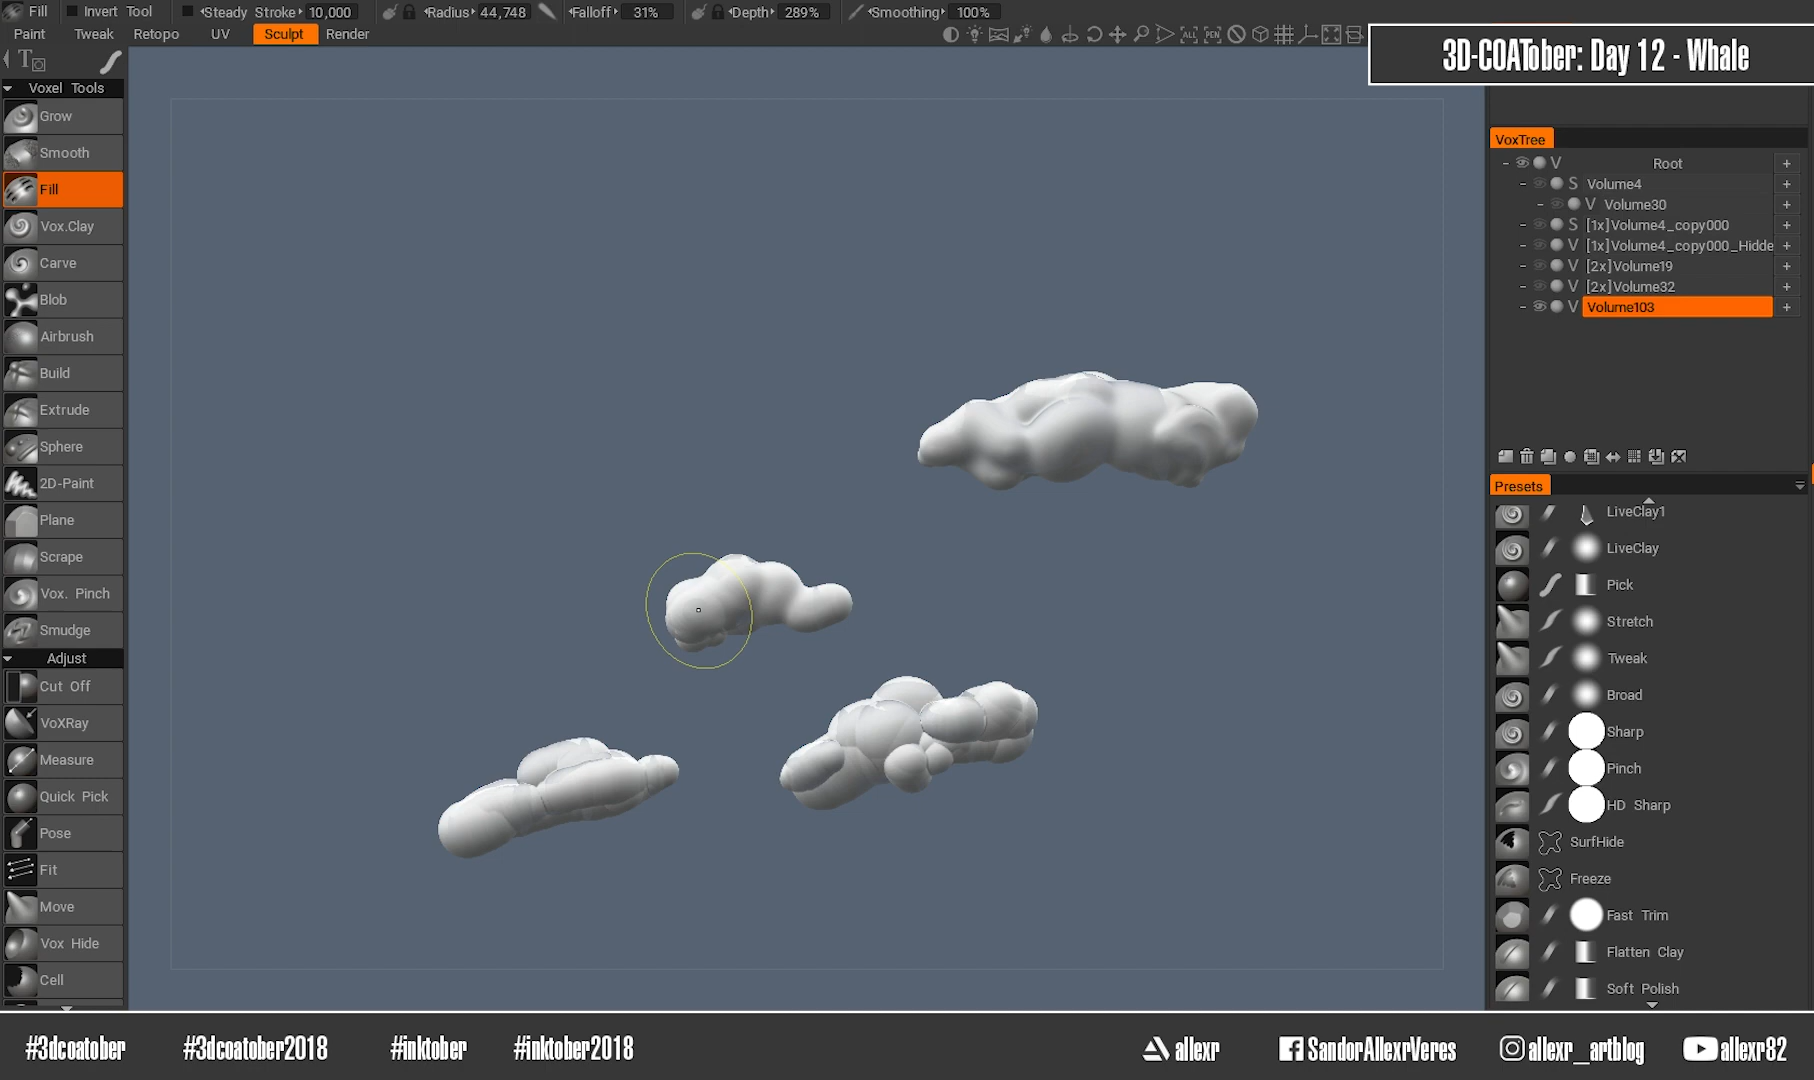 Fill Invert Tool Steady Stroke 10,000 Radius 44,748 Falloff 31% Depth 289% Smoothing 100%
Paint Tweak Retopo UV Sculpt Render ALL PEN
3D-COATober: Day 12 - Whale
Voxel Tools
Grow
Smooth
Fill
Vox.Clay
Carve
Blob
Airbrush
Build
Extrude
Sphere
2D-Paint
Plane
Scrape
Vox. Pinch
Smudge
Adjust
Cut Off
VoXRay
Measure
Quick Pick
Pose
Fit
Move
Vox Hide
Cell
VoxTree
V Root +
S Volume4 +
V Volume30 +
S [1x]Volume4_copy000 +
V [1x]Volume4_copy000_Hidde +
V [2x]Volume19 +
V [2x]Volume32 +
V Volume103 +
Presets
LiveClay1
LiveClay
Pick
Stretch
Tweak
Broad
Sharp
Pinch
HD Sharp
SurfHide
Freeze
Fast Trim
Flatten Clay
Soft Polish
#3dcoatober #3dcoatober2018 #inktober #inktober2018 allexr SandorAllexrVeres allexr_artblog allexr82